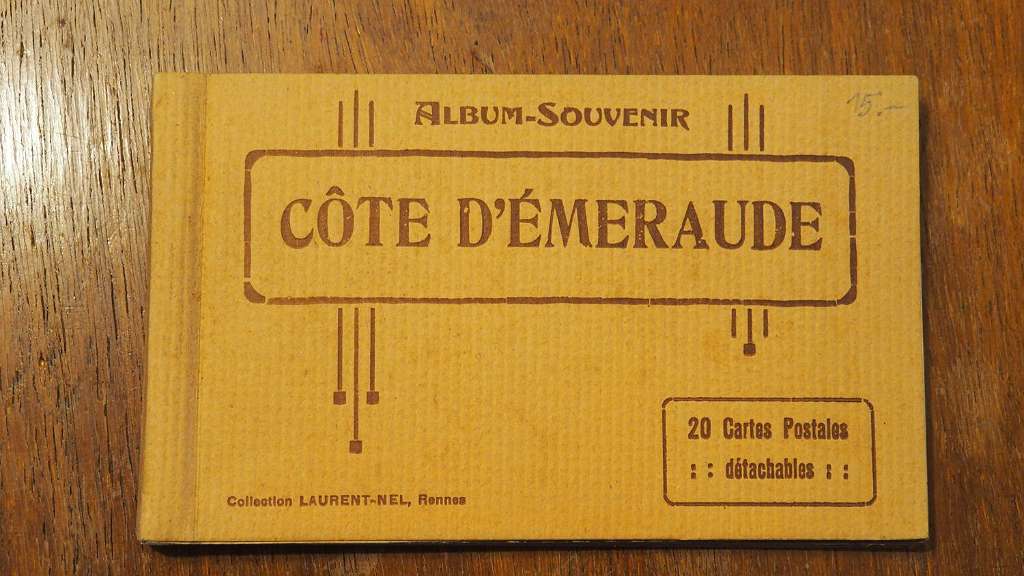 ALBUM-SOUVENIR
15.-
CÔTE D'ÉMERAUDE
20 Cartes Postales
: : détachables : :
Collection LAURENT-NEL, Rennes